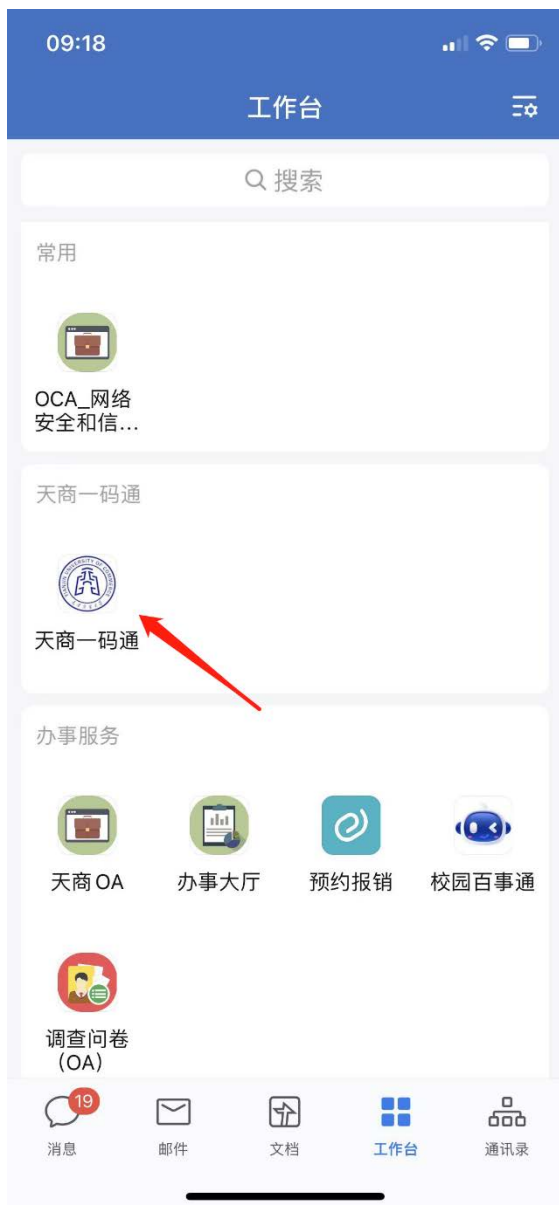 09:18
工作台
搜索
常用
OCA_网络
安全和信...
天商一码通
天商一码通
办事服务
天商OA
办事大厅
预约报销
校园百事通
调查问卷
（OA）
19
消息
邮件
文档
工作台
通讯录